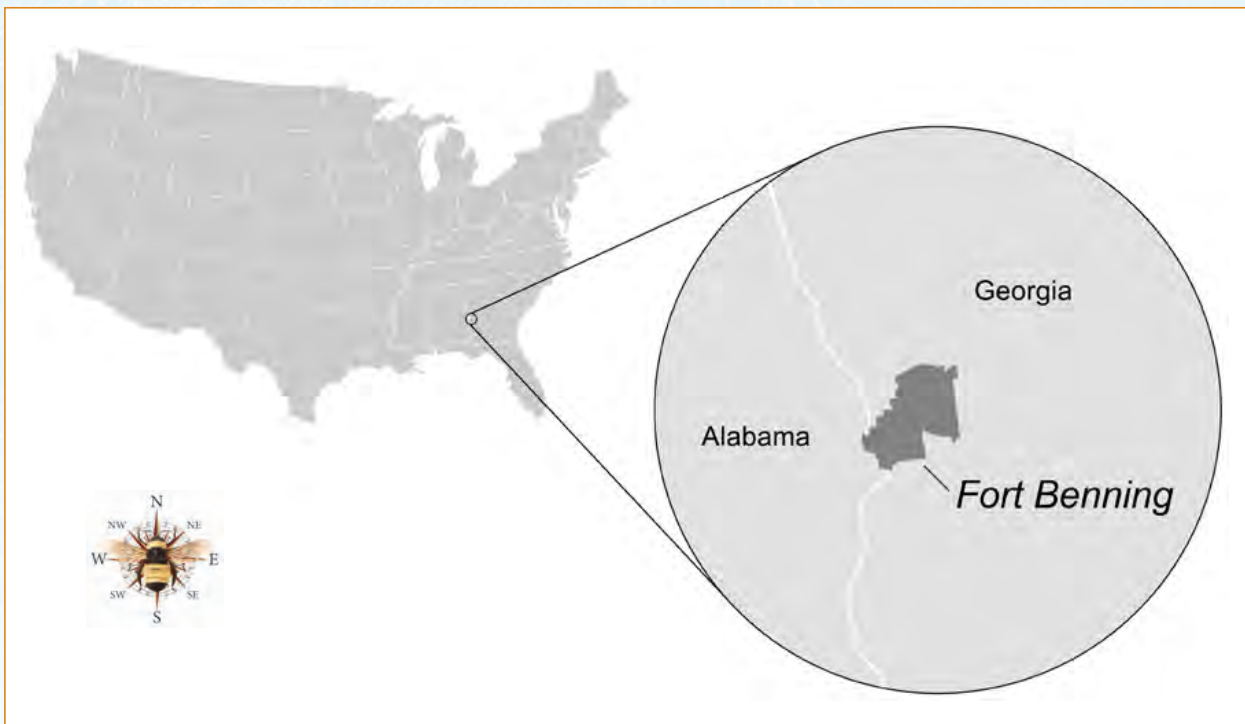 Georgia
Alabama
Fort Benning
N
NW NE
W E
SW SE
S